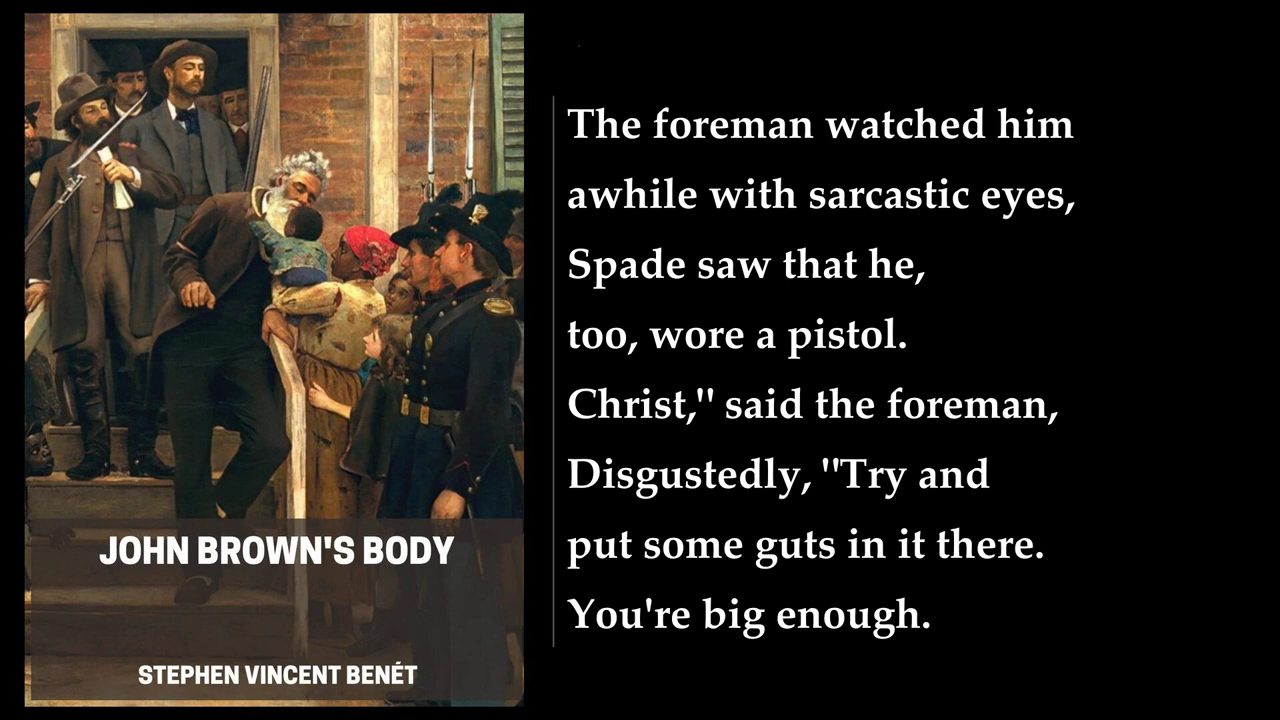 JOHN BROWN'S BODY
STEPHEN VINCENT BENÉT
The foreman watched him
awhile with sarcastic eyes,
Spade saw that he,
too, wore a pistol.
Christ," said the foreman,
Disgustedly, "Try and
put some guts in it there.
You're big enough.